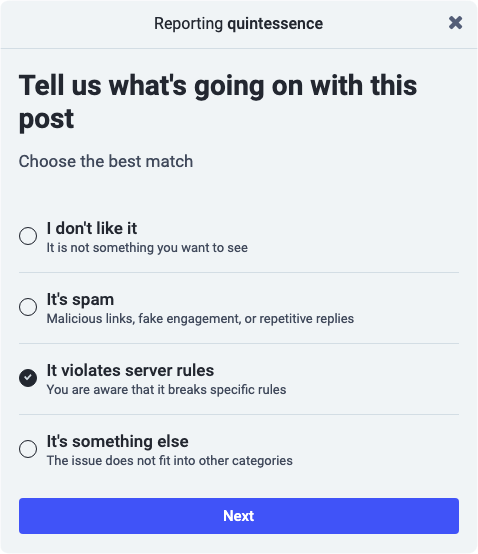 Reporting quintessence
Tell us what's going on with this
post
Choose the best match
I don't like it
It is not something you want to see
It's spam
Malicious links, fake engagement, or repetitive replies
It violates server rules
You are aware that it breaks specific rules
It's something else
The issue does not fit into other categories
Next